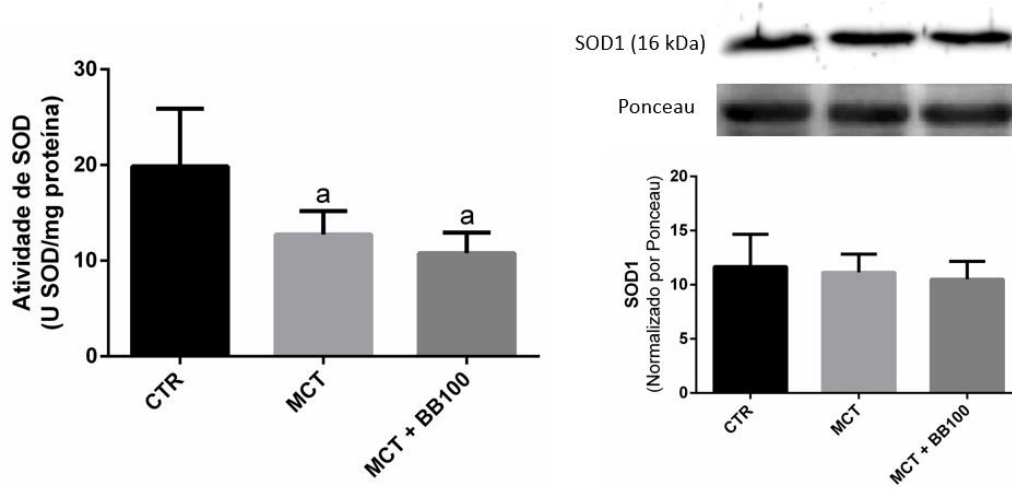 30
20
10
0
Atividade de SOD
(U SOD/mg proteína)
a
a
CTR
MCT
MCT + BB100
SOD1 (16 kDa)
Ponceau
20
15
10
5
0
SOD1
(Normalizado por Ponceau)
CTR
MCT
MCT + BB100